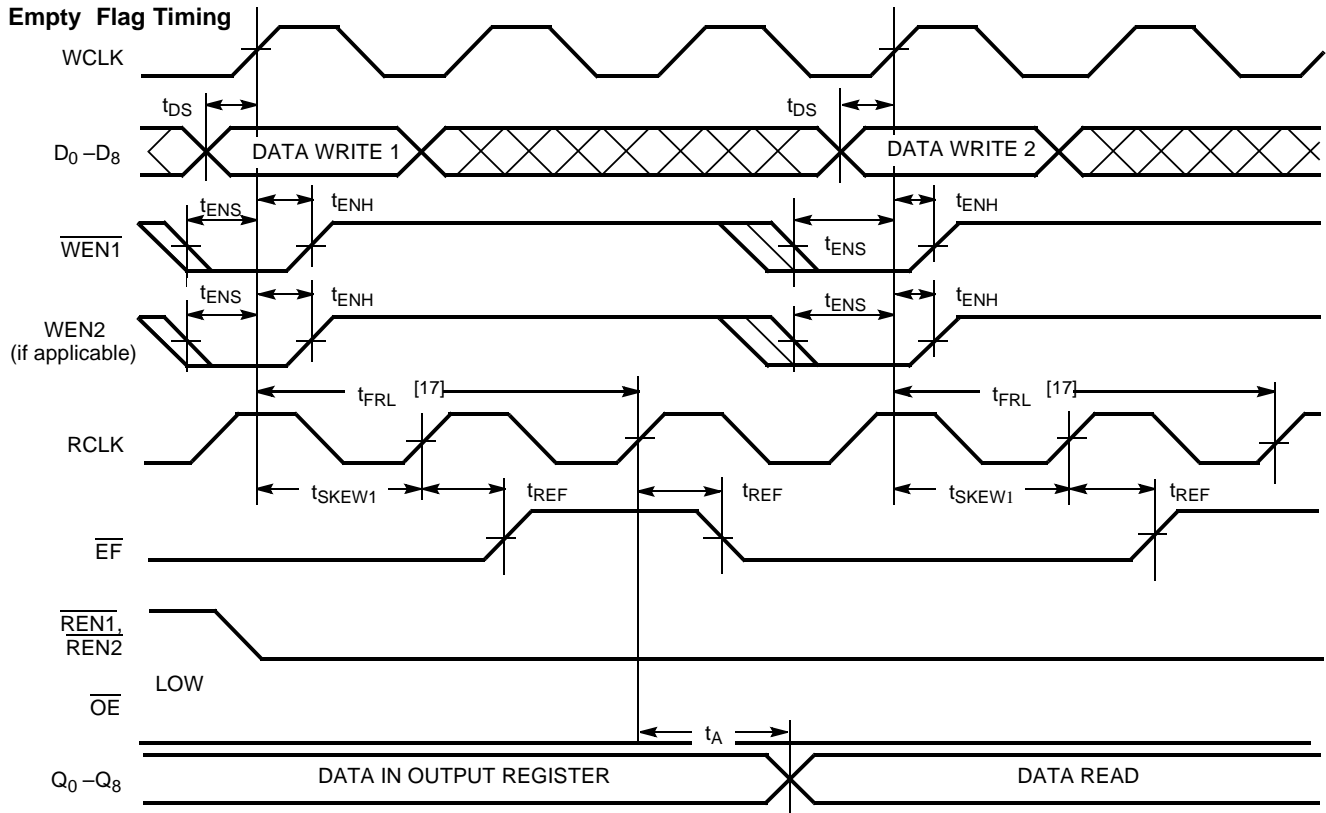 Empty Flag Timing
WCLK
tDS
tDS
D0 –D8
DATA WRITE 1
DATA WRITE 2
tENS
tENH
tENH
WEN1
tENS
tENS
tENH
tENS
tENH
WEN2
(if applicable)
tFRL [17]
tFRL [17]
RCLK
tSKEW1
tREF
tREF
tSKEW1
tREF
EF
REN1,
REN2
LOW
OE
tA
Q0 –Q8
DATA IN OUTPUT REGISTER
DATA READ